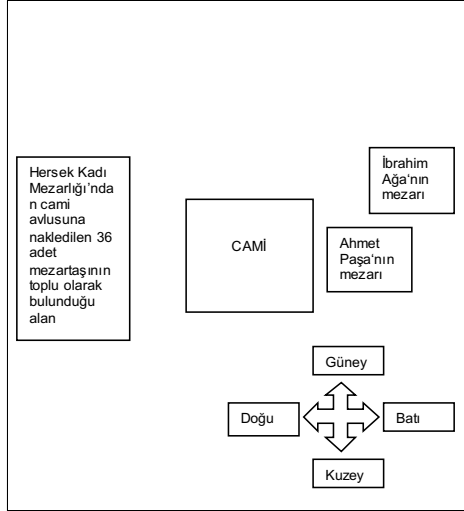 Hersek Kadı
Mezarlığı'nda
n cami
avlusuna
nakledilen 36
adet
mezartaşının
toplu olarak
bulunduğu
alan
CAMİ
İbrahim
Ağa'nın
mezarı
Ahmet
Paşa'nın
mezarı
Güney
Doğu
Batı
Kuzey